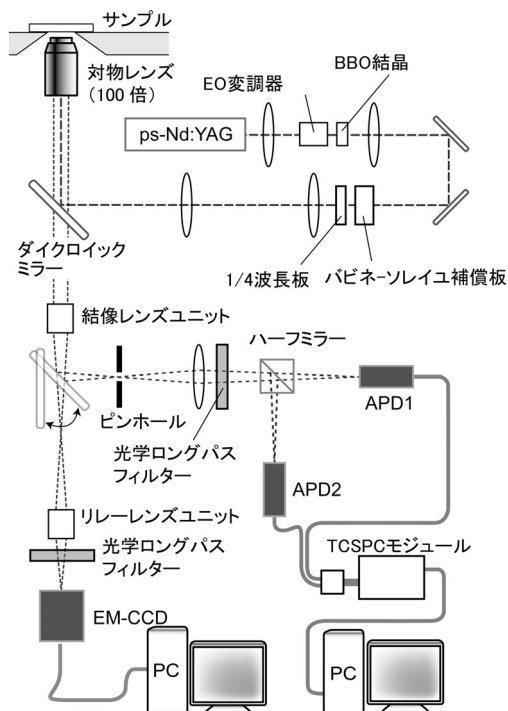 サンプル
対物レンズ
（100 倍）
EO変調器
BBO結晶
ps-Nd:YAG
ダイクロイック
ミラー
1/4波長板
バビネ-ソレイユ補償板
結像レンズユニット
ハーフミラー
ピンホール
APD1
光学ロングパス
フィルター
APD2
リレーレンズユニット
光学ロングパス
フィルター
TCSPCモジュール
EM-CCD
PC
PC